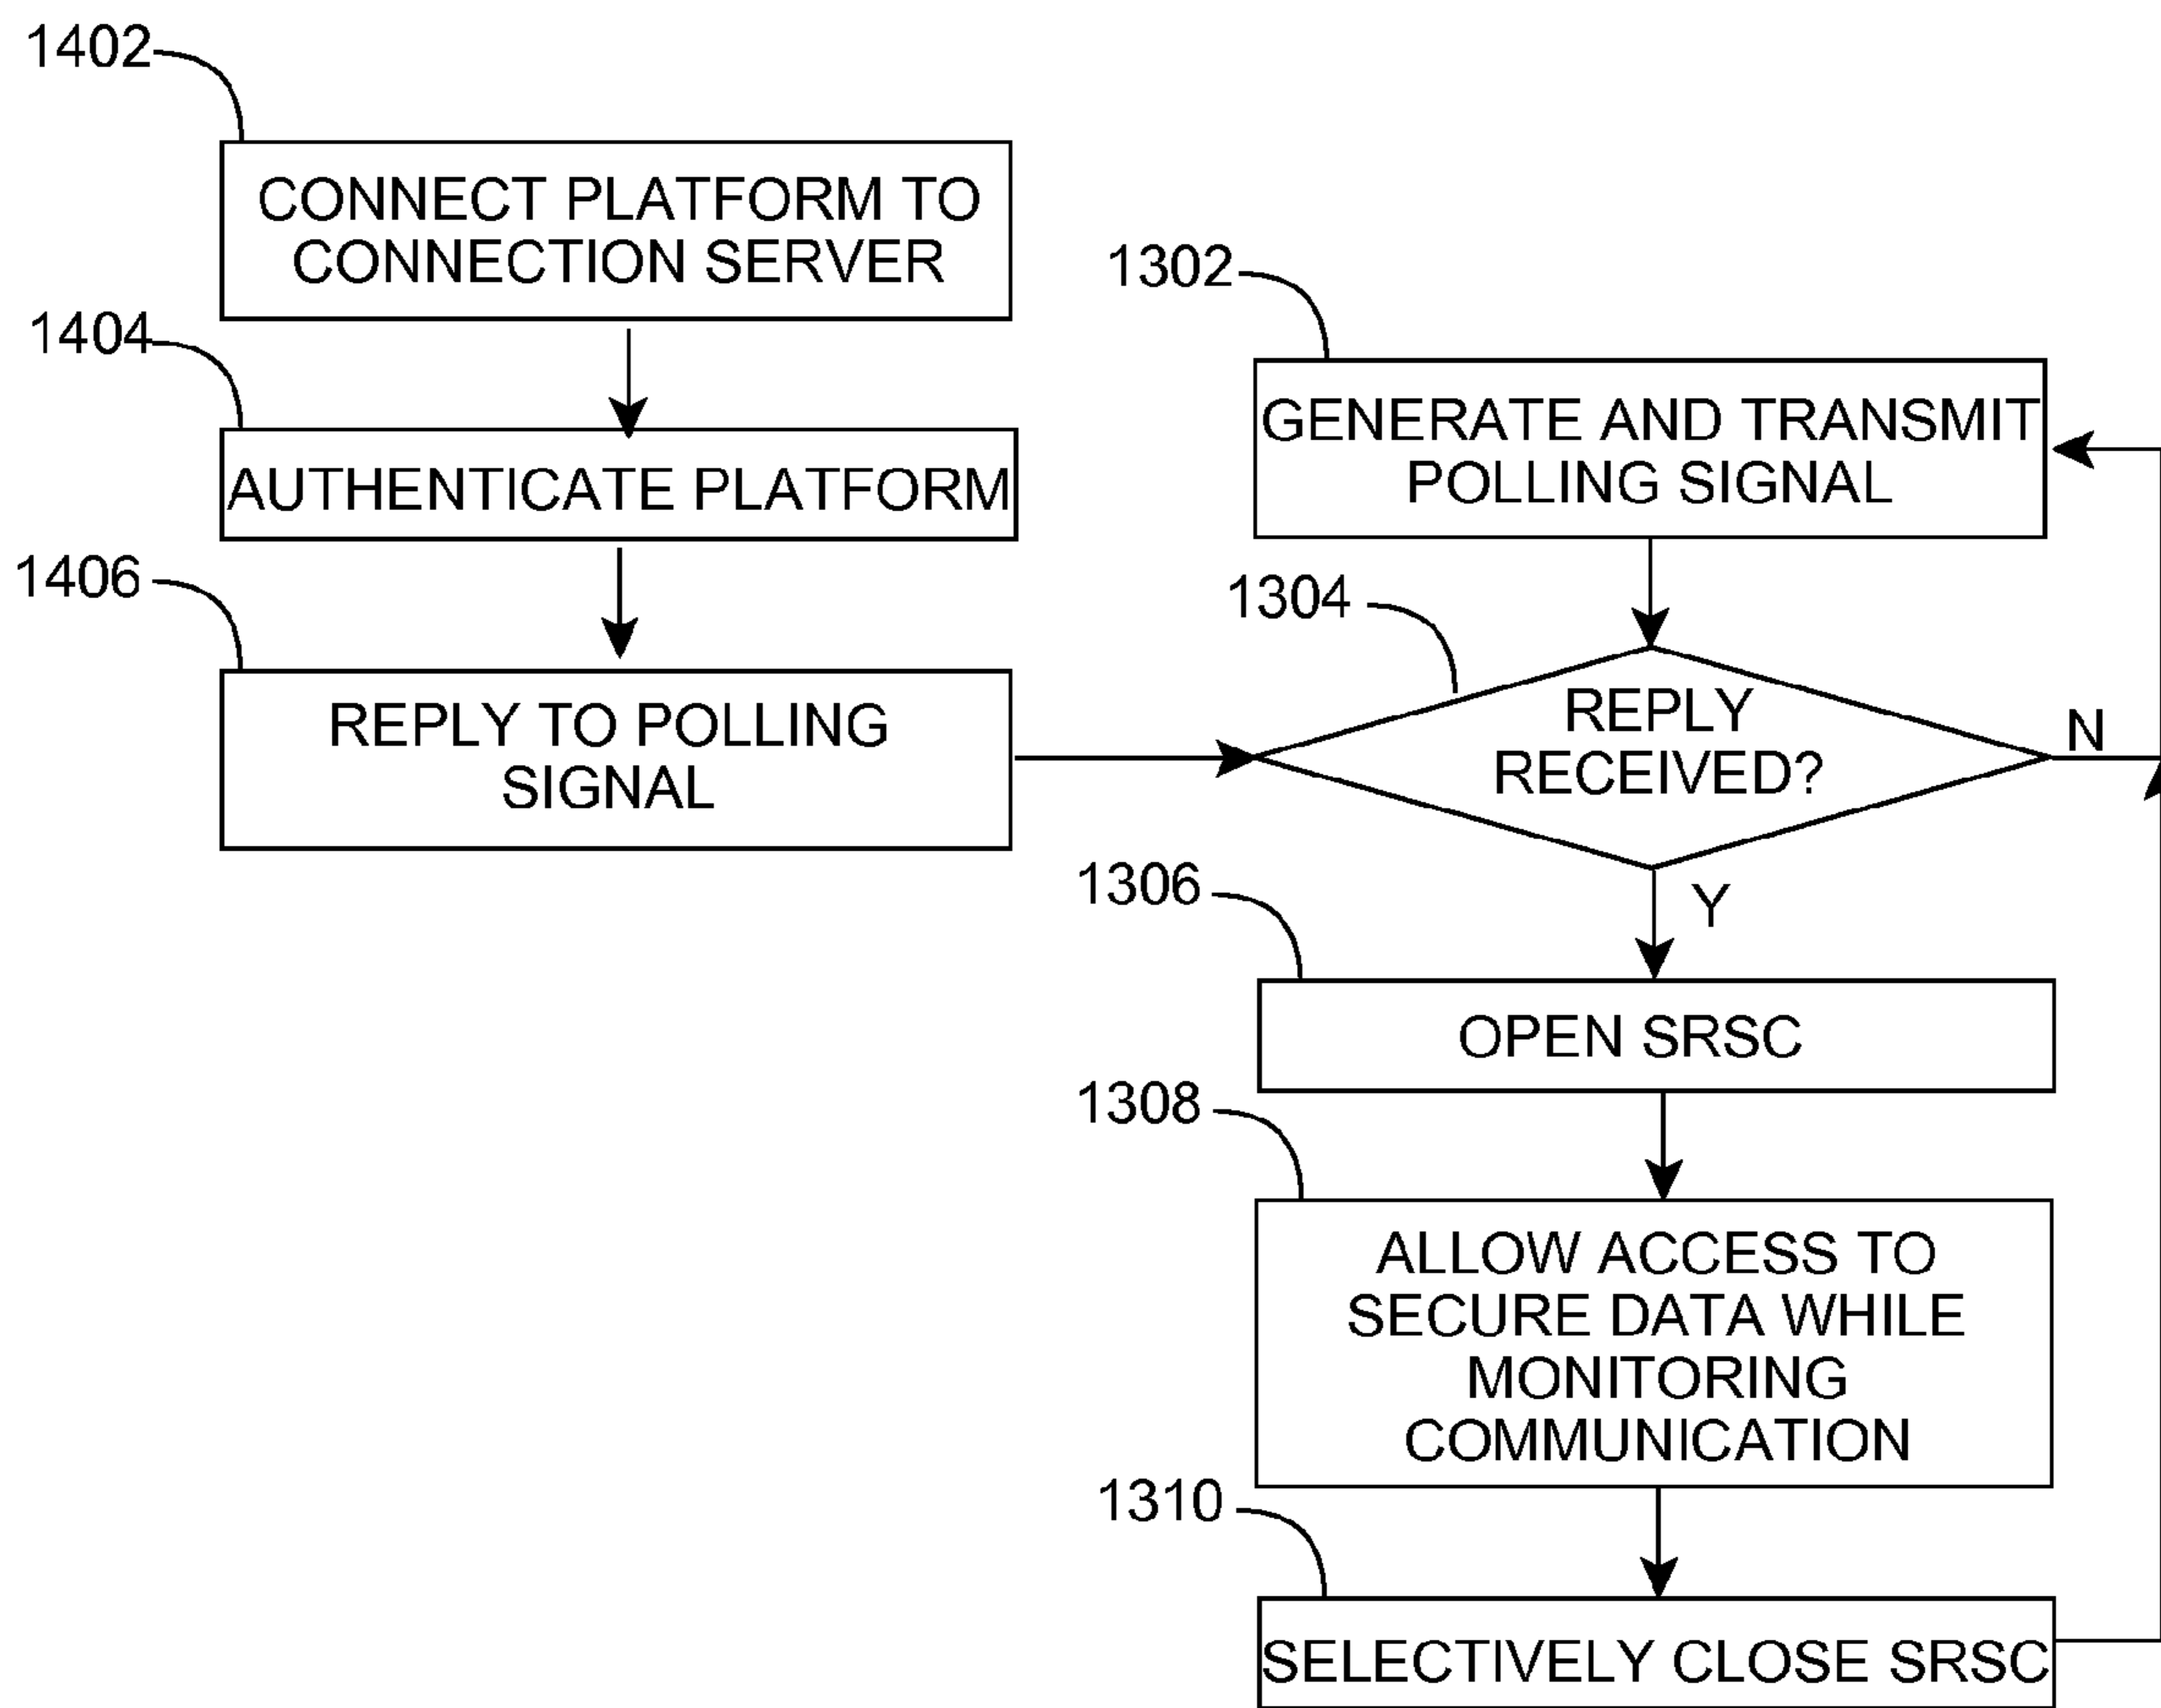 1402
CONNECT PLATFORM TO
CONNECTION SERVER
1404
AUTHENTICATE PLATFORM
1406
REPLY TO POLLING
SIGNAL
1302
GENERATE AND TRANSMIT
POLLING SIGNAL
1304
REPLY
RECEIVED?
N
Y
1306
OPEN SRSC
1308
ALLOW ACCESS TO
SECURE DATA WHILE
MONITORING
COMMUNICATION
1310
SELECTIVELY CLOSE SRSC